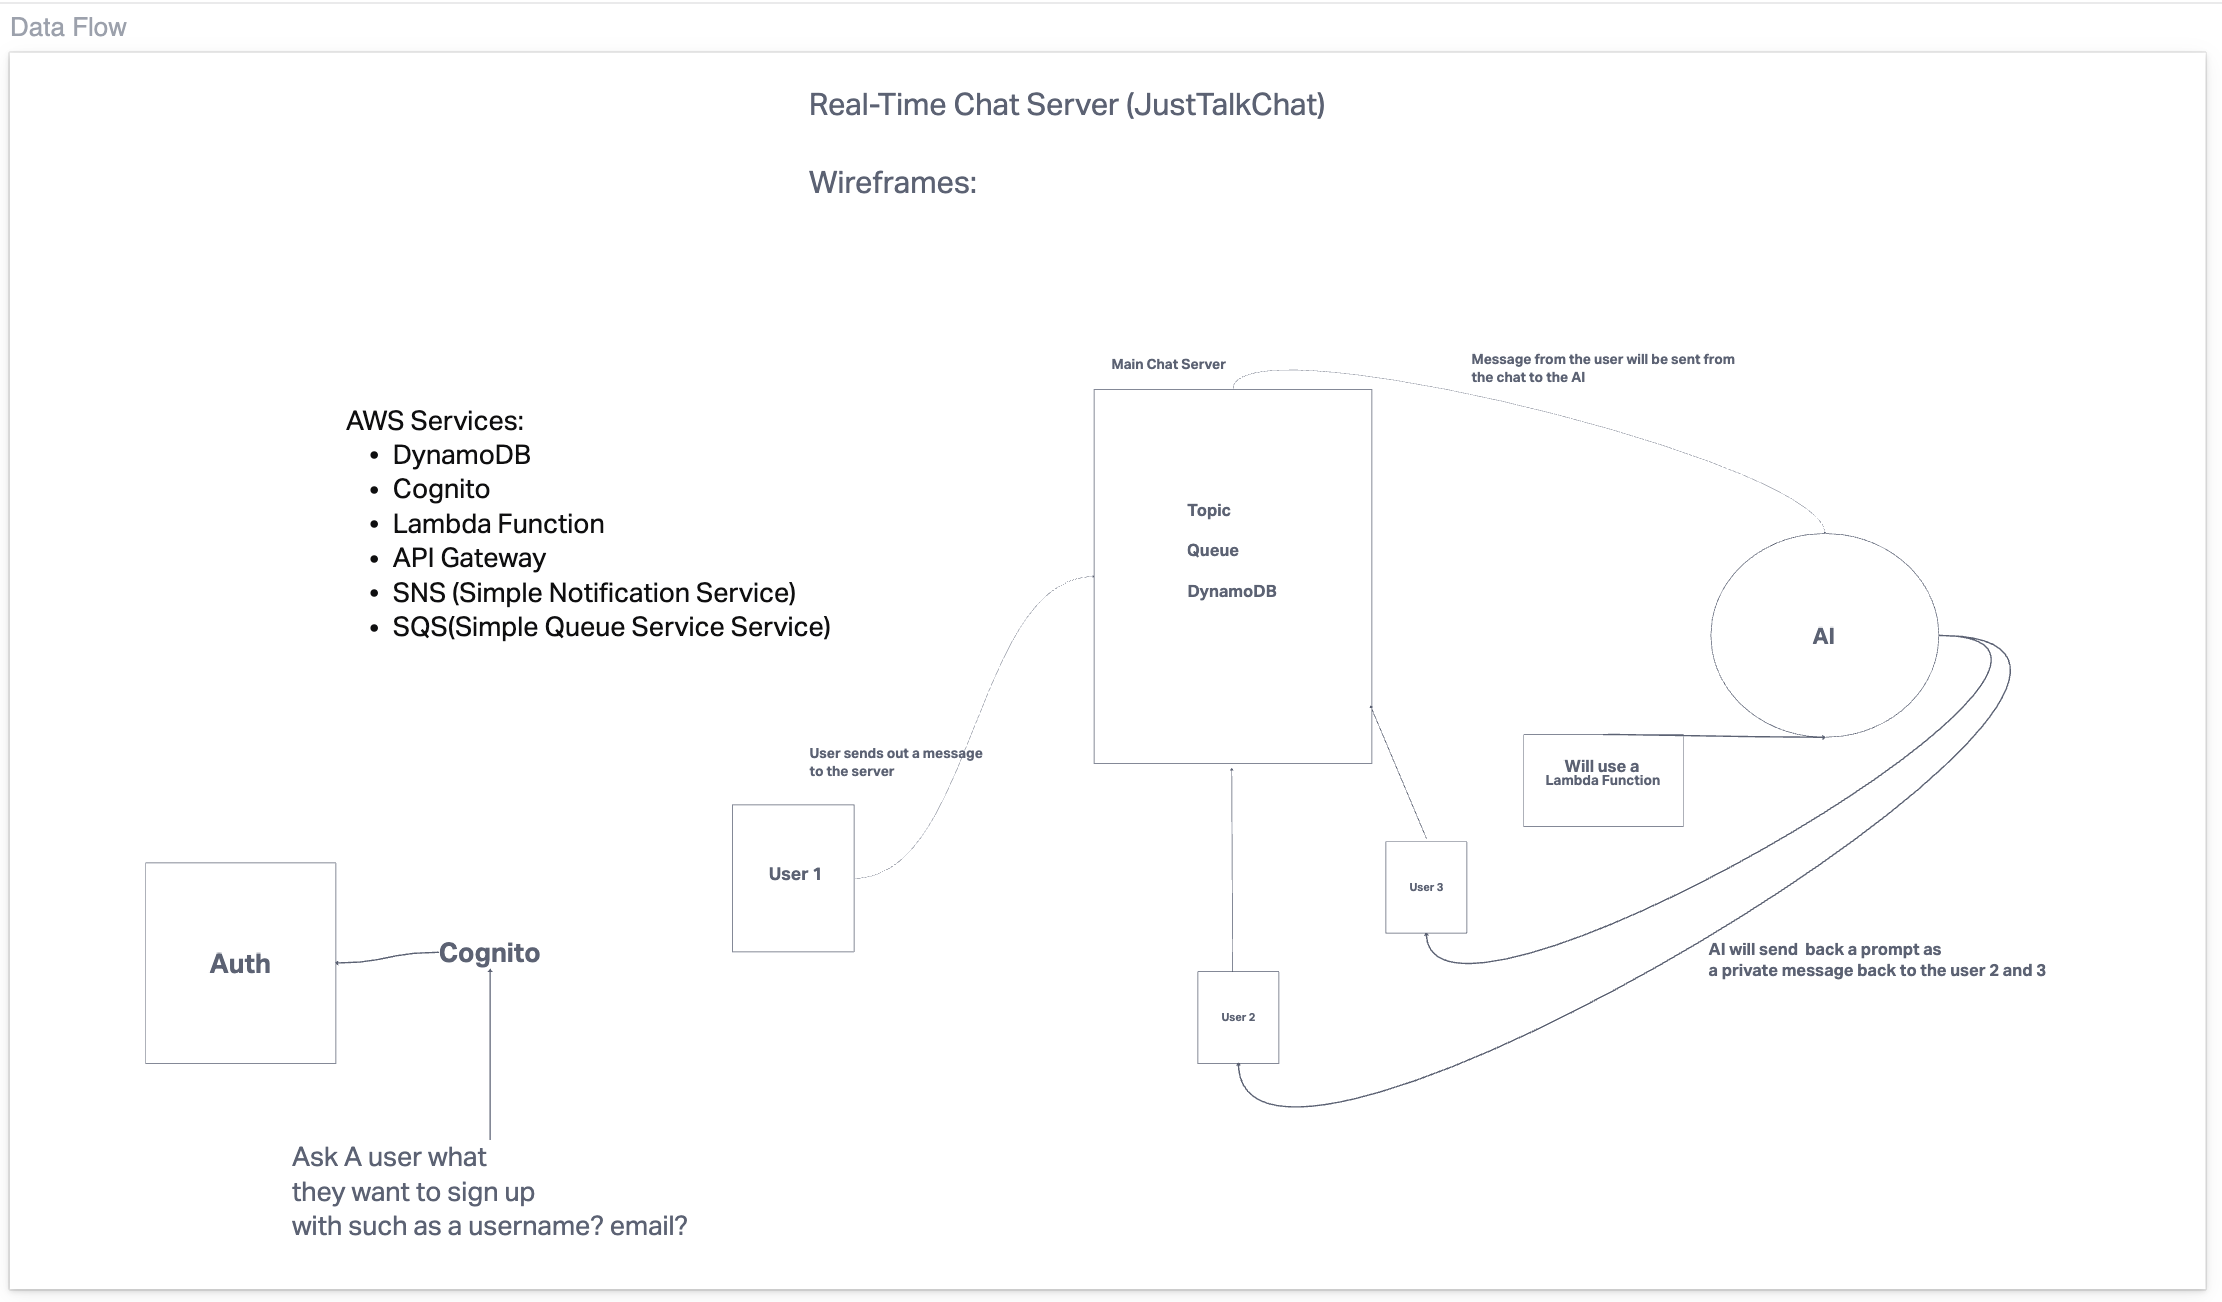 Data Flow
Real-Time Chat Server (JustTalkChat)
Wireframes:
Main Chat Server
Message from the user will be sent from
the chat to the AI
AWS Services:
• DynamoDB
• Cognito
• Lambda Function
• API Gateway
• SNS (Simple Notification Service)
• SQS(Simple Queue Service Service)
Topic
Queue
DynamoDB
AI
User sends out a message
to the server
Will use a
Lambda Function
User 1
User 3
Auth
Cognito
AI will send  back a prompt as
a private message back to the user 2 and 3
User 2
Ask A user what
they want to sign up
with such as a username? email?